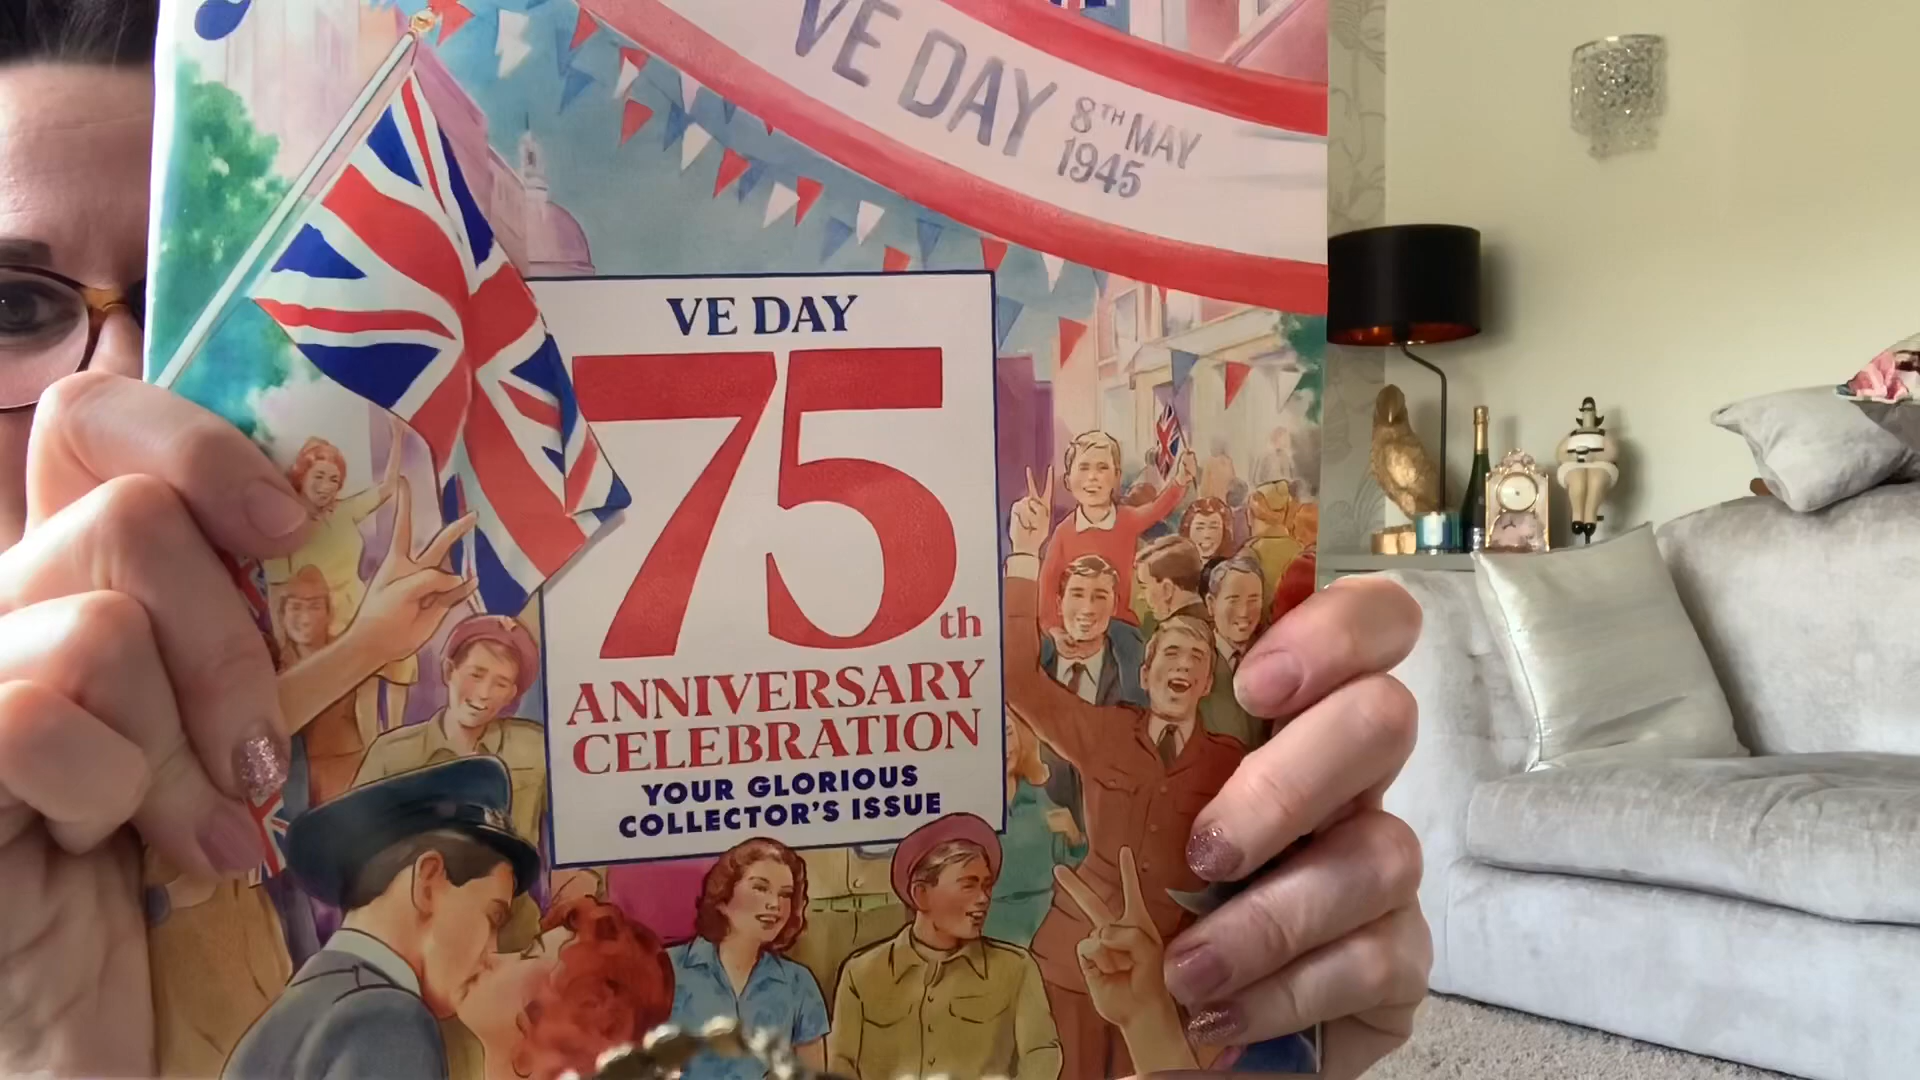 VE DAY
8TH MAY
1945
VE DAY
75th
ANNIVERSARY
CELEBRATION
YOUR GLORIOUS
COLLECTOR'S ISSUE